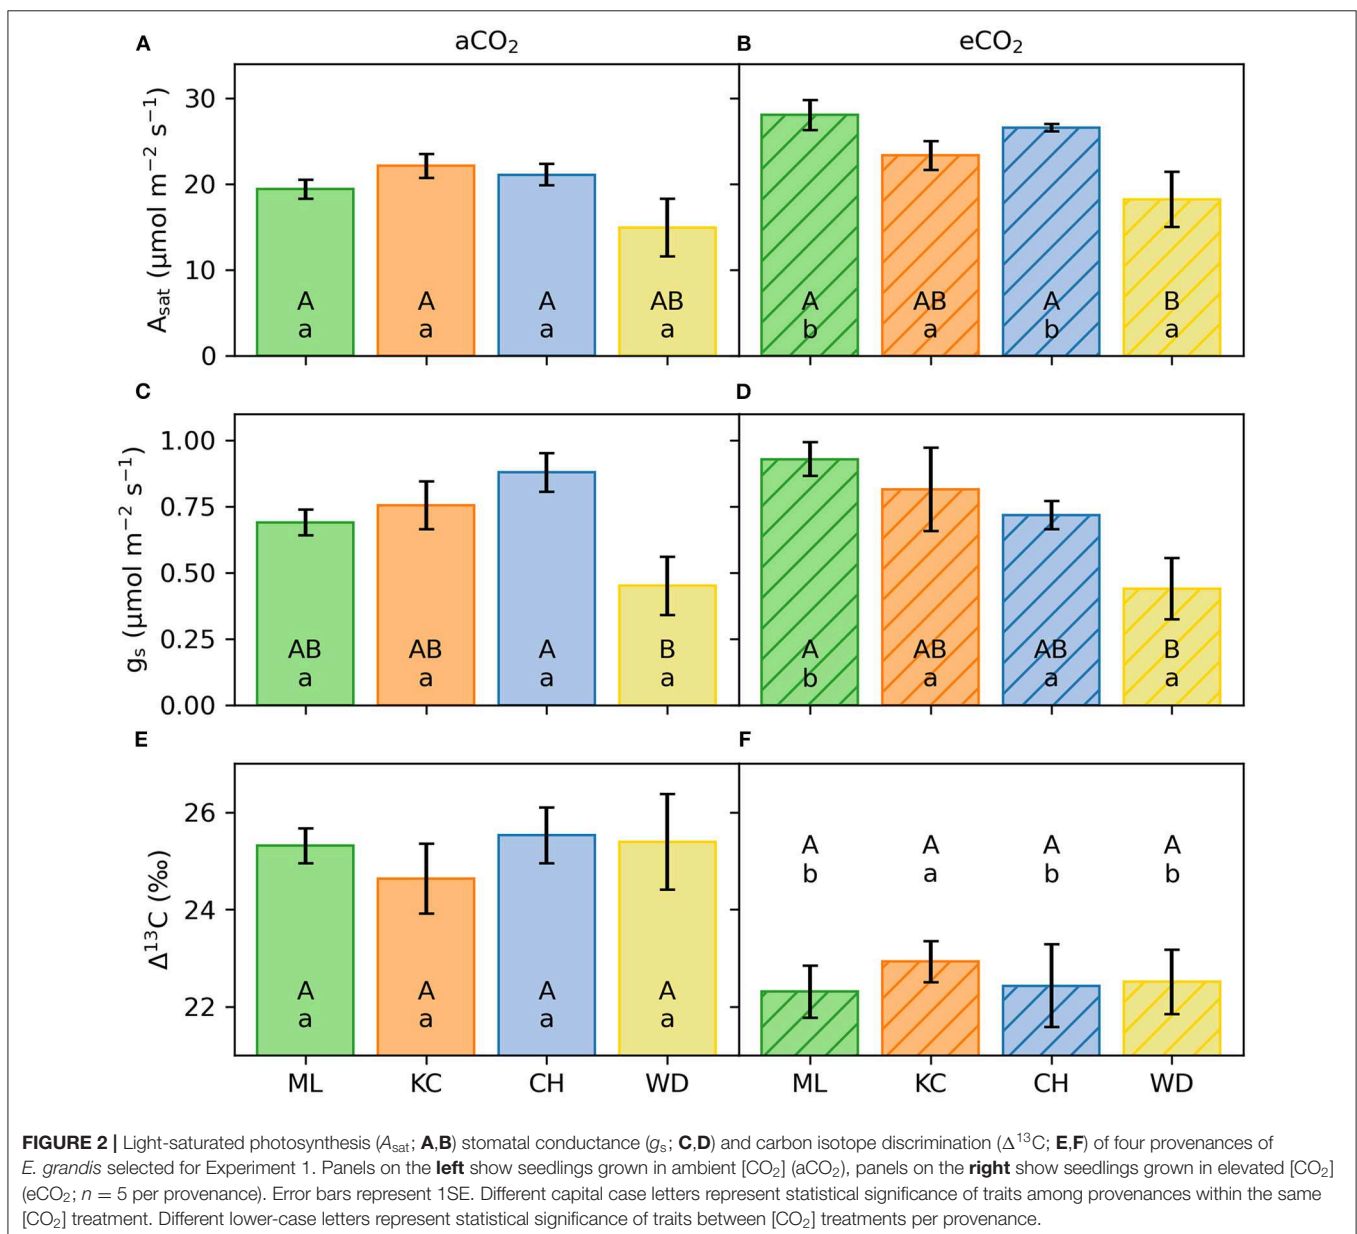 A aCO₂ B eCO₂
Asat (μmol m⁻² s⁻¹)
30
20
10
0
A A A AB A AB A B
a a a a b a b a
C D
gs (μmol m⁻² s⁻¹)
1.00
0.75
0.50
0.25
0.00
AB AB A B A AB AB B
a a a a b a a a
E F
Δ¹³C (‰)
26
24
22
A A A A
b a b b
A A A A
a a a a
ML KC CH WD ML KC CH WD
FIGURE 2 | Light-saturated photosynthesis (Asat; A,B) stomatal conductance (gs; C,D) and carbon isotope discrimination (Δ¹³C; E,F) of four provenances of
E. grandis selected for Experiment 1. Panels on the left show seedlings grown in ambient [CO₂] (aCO₂), panels on the right show seedlings grown in elevated [CO₂]
(eCO₂; n = 5 per provenance). Error bars represent 1SE. Different capital case letters represent statistical significance of traits among provenances within the same
[CO₂] treatment. Different lower-case letters represent statistical significance of traits between [CO₂] treatments per provenance.